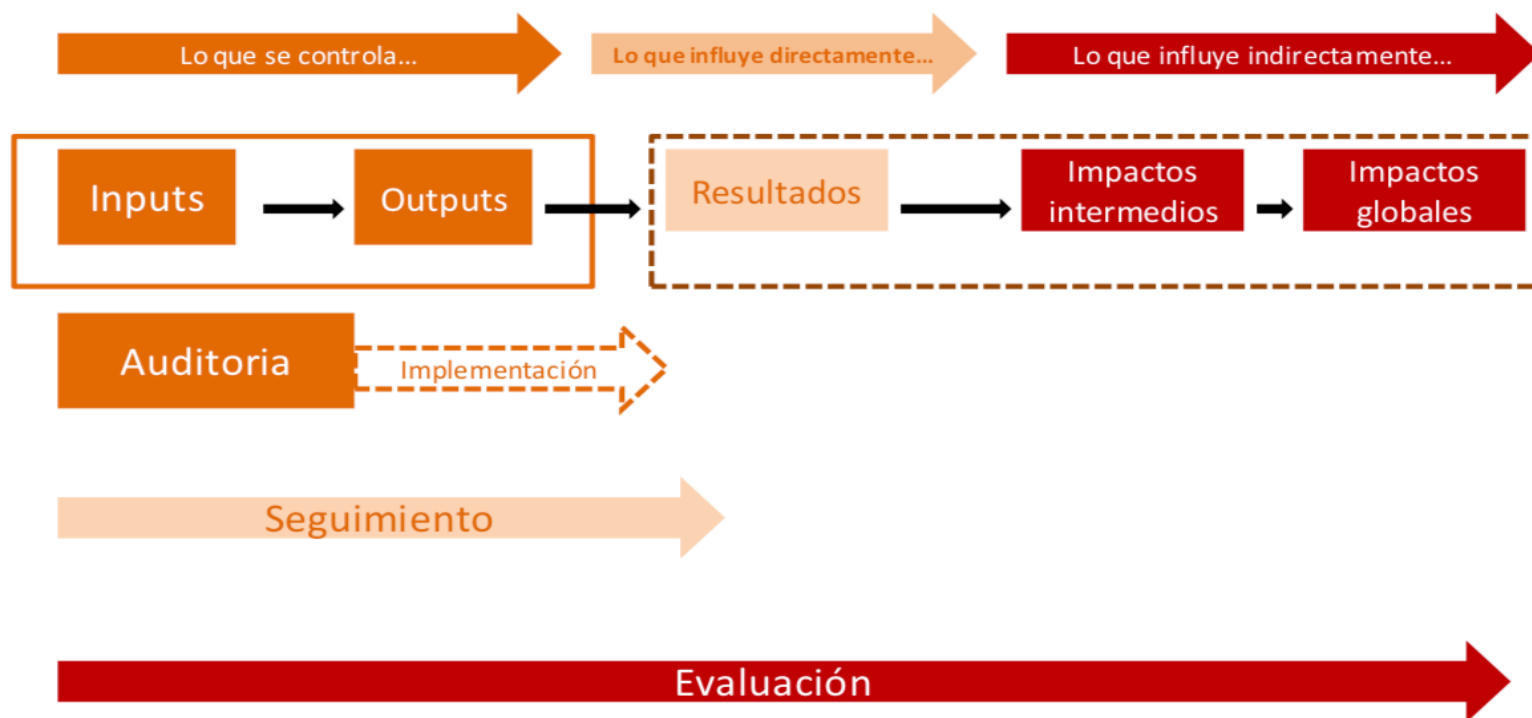 Lo que se controla…
Lo que influye directamente…
Lo que influye indirectamente…
Inputs
Outputs
Resultados
Impactos
intermedios
Impactos
globales
Auditoria
Implementación
Seguimiento
Evaluación